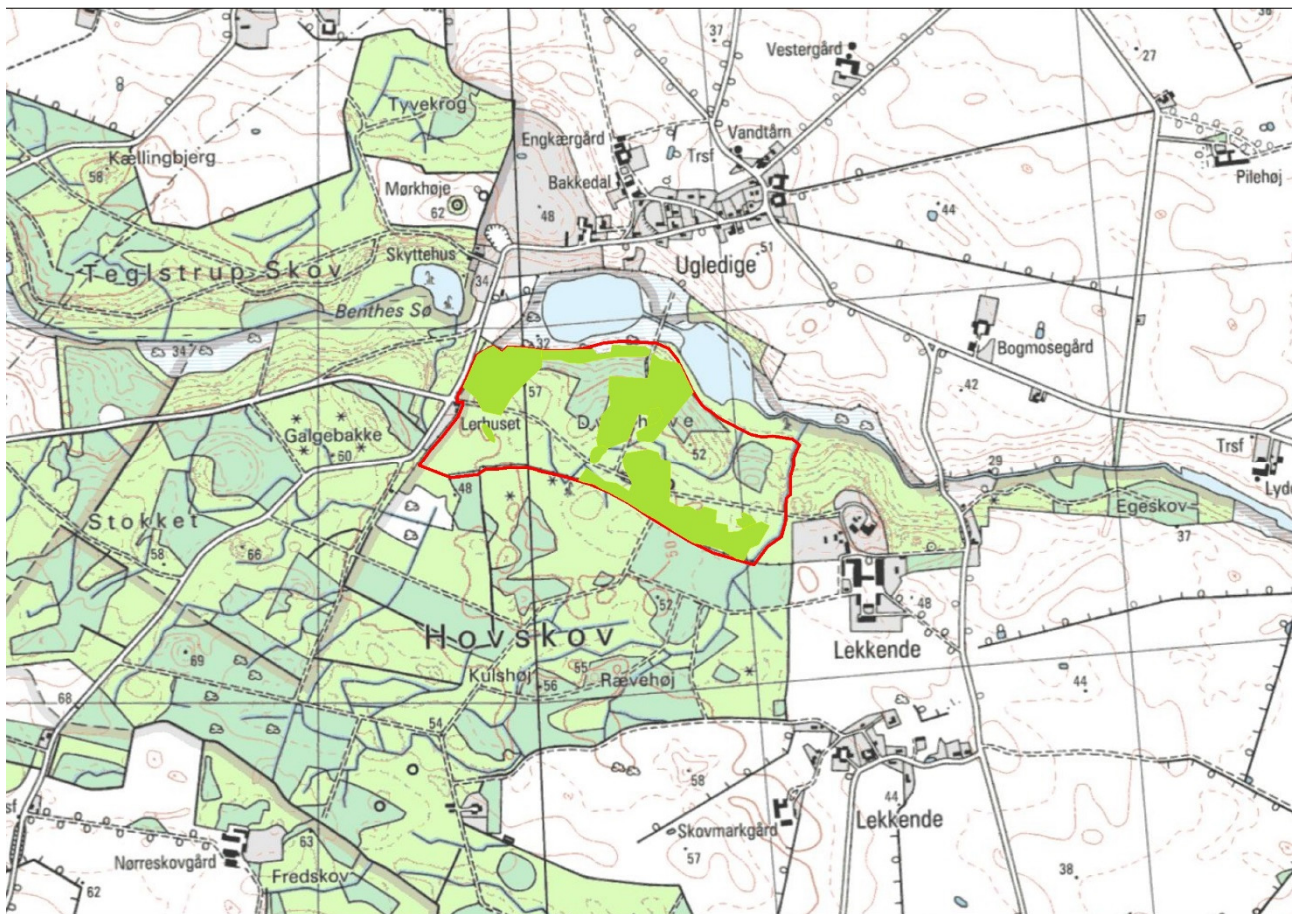 37
Vestergård
27
Tyvekrog
Engkærgård
Trsf
Vandtårn
Kællingbjerg
58
Bakkedal
Pilehøj
Mørkhøje
62
48
44
Skyttehus
51
Ugledige
Teglstrup Skov
34
Benthes Sø
34
32
Bogmosegård
57
42
Lerhuset
Galgebakke
52
60
Trsf
29
48
Egeskov
Stokket
58
66
37
50
52
48
Hovskov
Lekkende
69
55
Kulshøj
56
Rævehøj
44
68
54
58
44
Skovmarkgård
Lekkende
57
Nørreskovgård
63
Fredskov
38
62